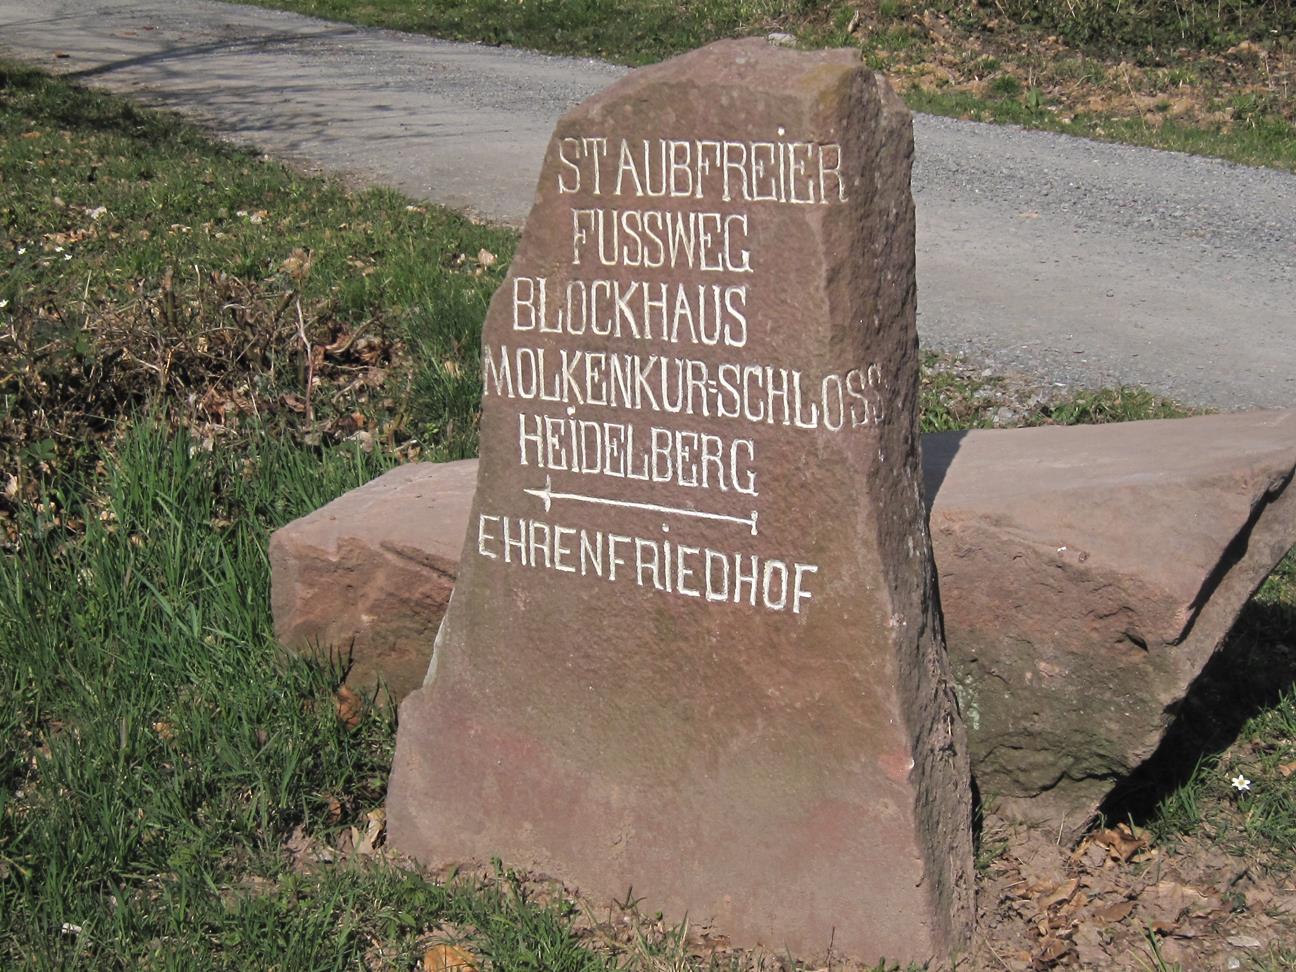 STAUBFREIER
FUSSWEG
BLOCKHAUS
MOLKENKUR=SCHLOSS
HEIDELBERG
EHRENFRIEDHOF